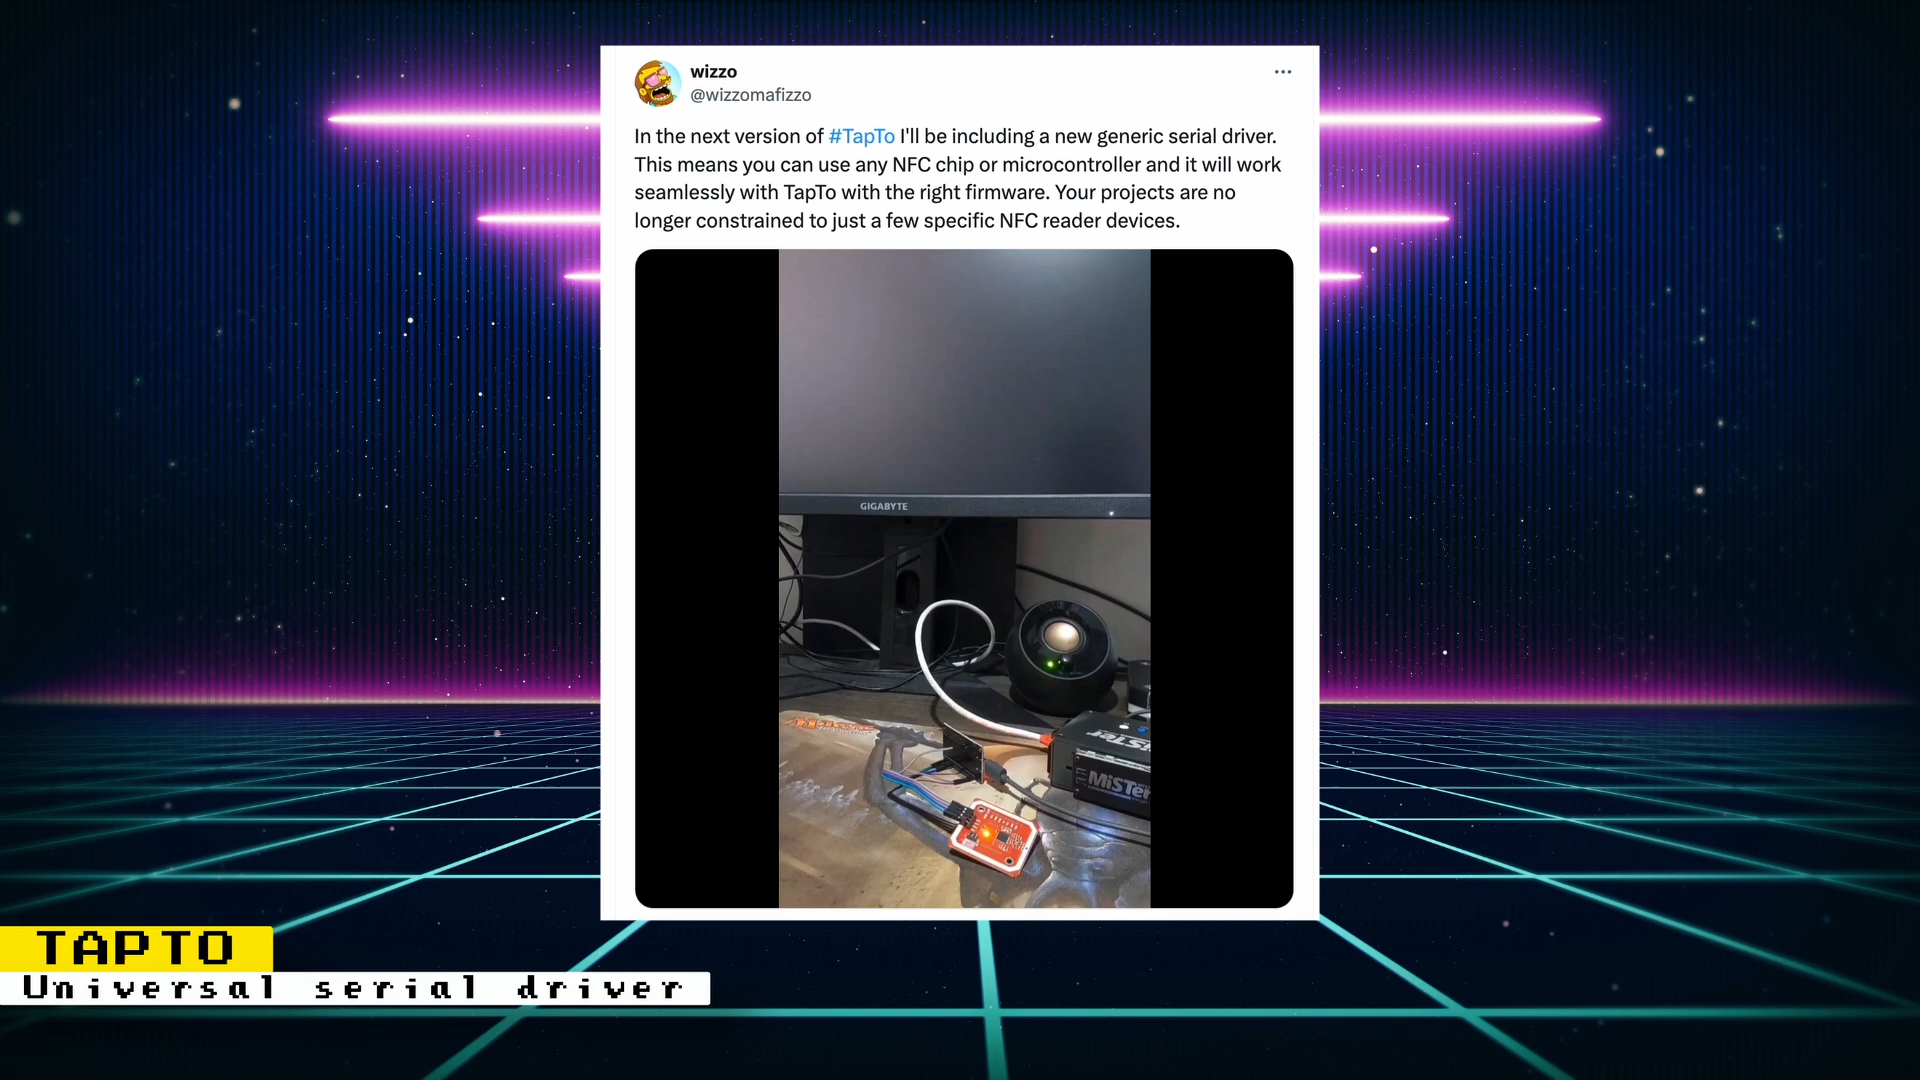 wizzo
@wizzomafizzo
In the next version of #TapTo I'll be including a new generic serial driver.
This means you can use any NFC chip or microcontroller and it will work
seamlessly with TapTo with the right firmware. Your projects are no
longer constrained to just a few specific NFC reader devices.
GIGABYTE
MiSTer
MiSTer
TAPTO
Universal serial driver